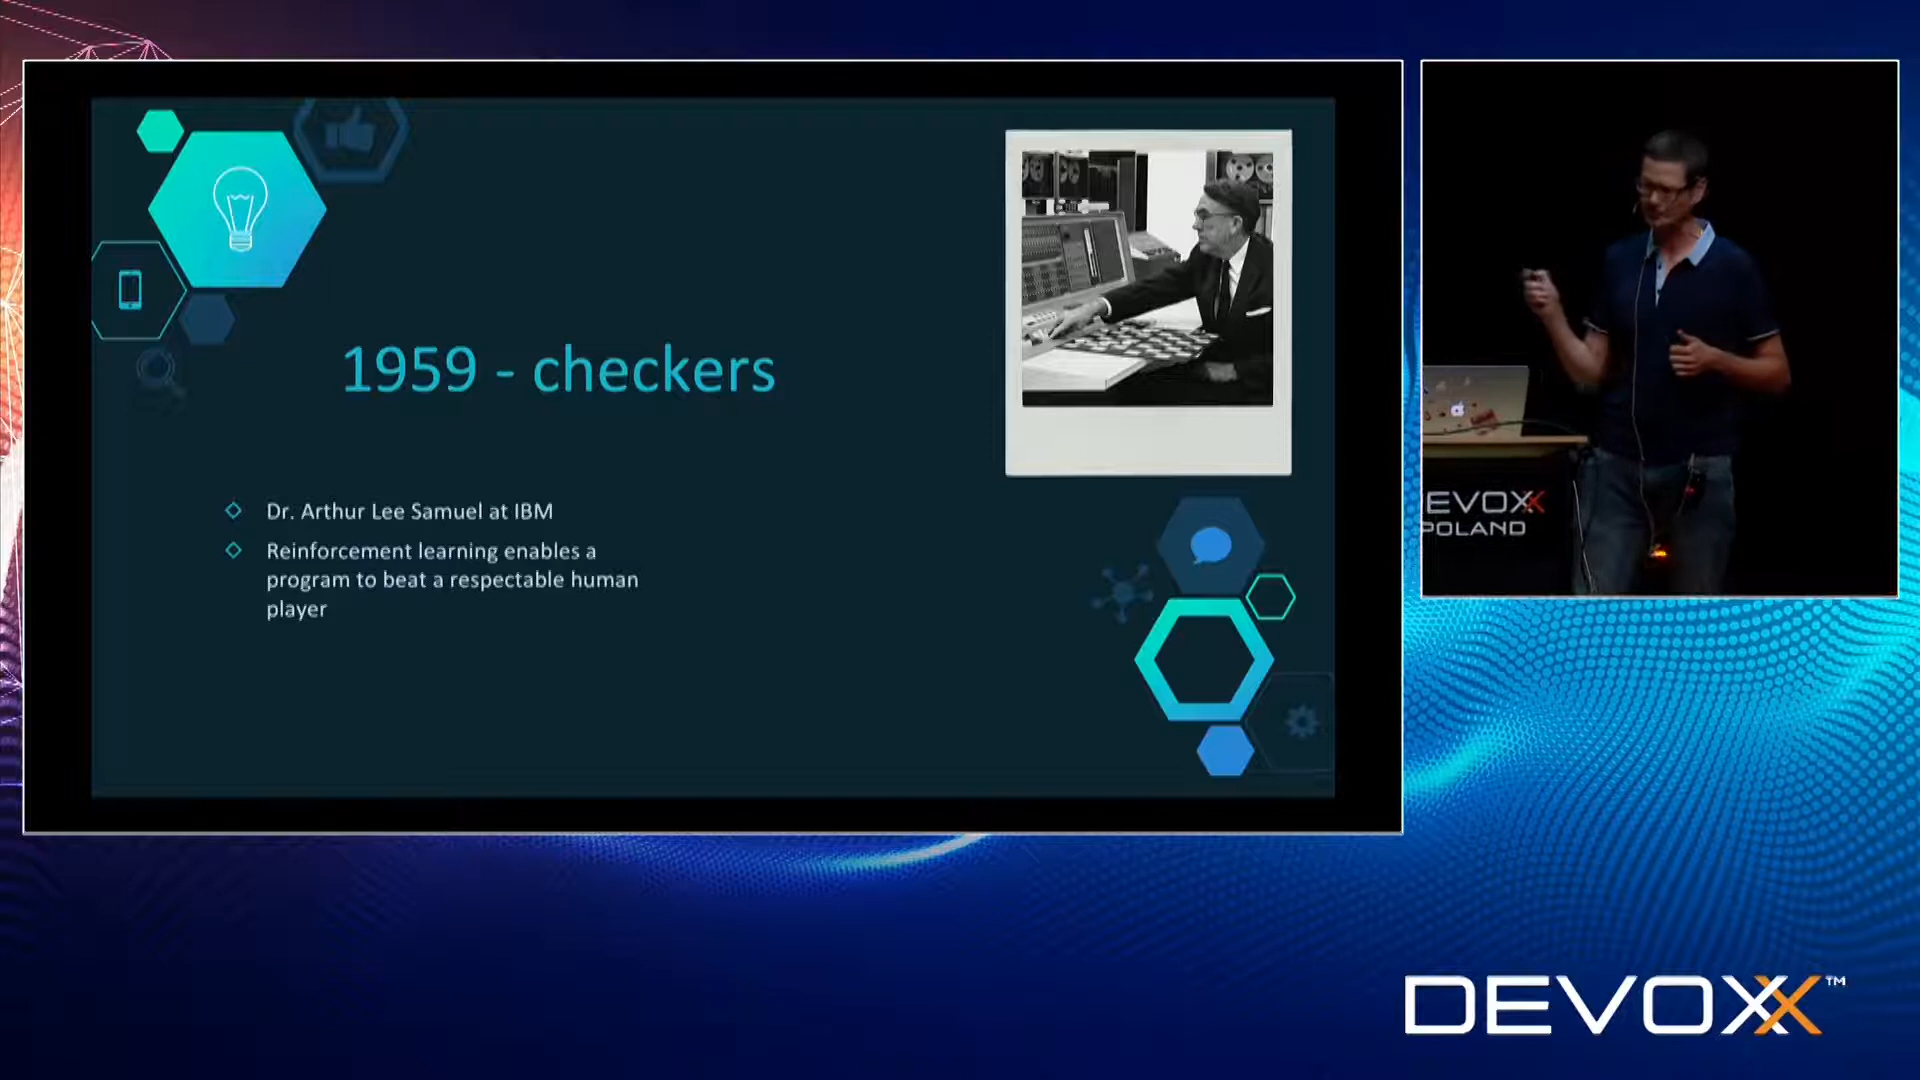 1959 - checkers
Dr. Arthur Lee Samuel at IBM
Reinforcement learning enables a
program to beat a respectable human
player
DEVOXX
POLAND
DEVOXX™